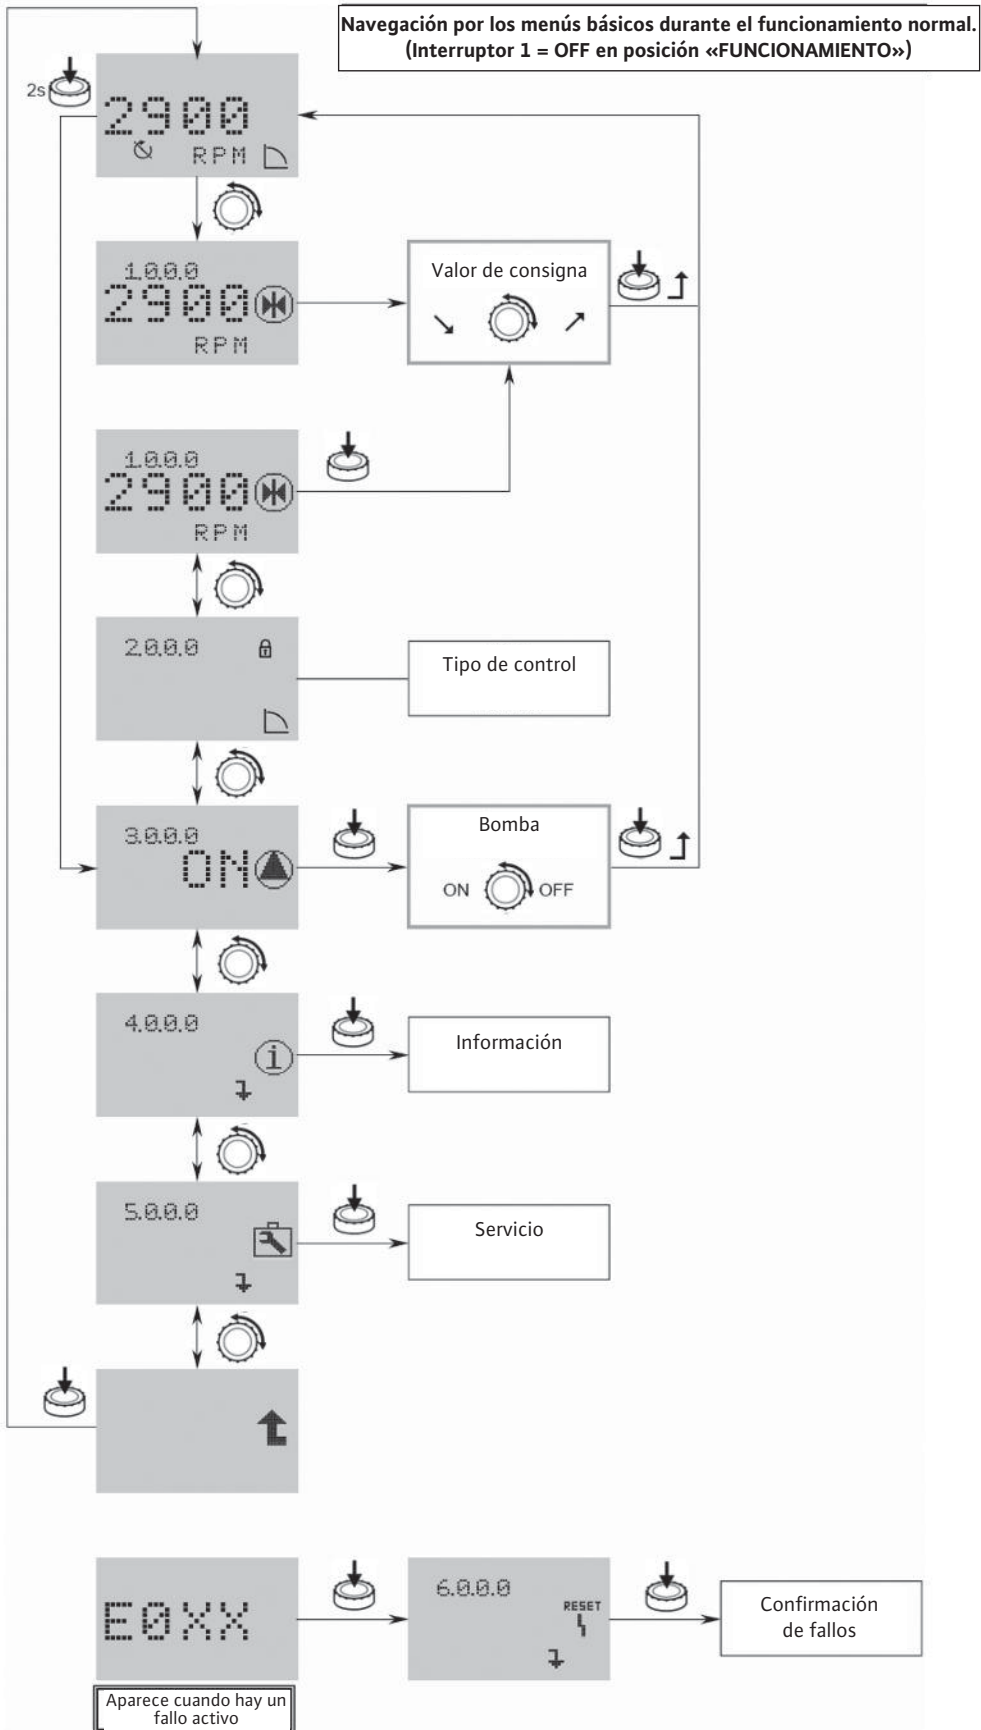 Navegación por los menús básicos durante el funcionamiento normal.
(Interruptor 1 = OFF en posición «FUNCIONAMIENTO»)
2s
2900
RPM
1.0.0.0
2900
RPM
Valor de consigna
1.0.0.0
2900
RPM
2.0.0.0
Tipo de control
3.0.0.0
ON
Bomba
ON OFF
4.0.0.0
i
Información
5.0.0.0
Servicio
E0XX
6.0.0.0
RESET
Confirmación
de fallos
Aparece cuando hay un
fallo activo